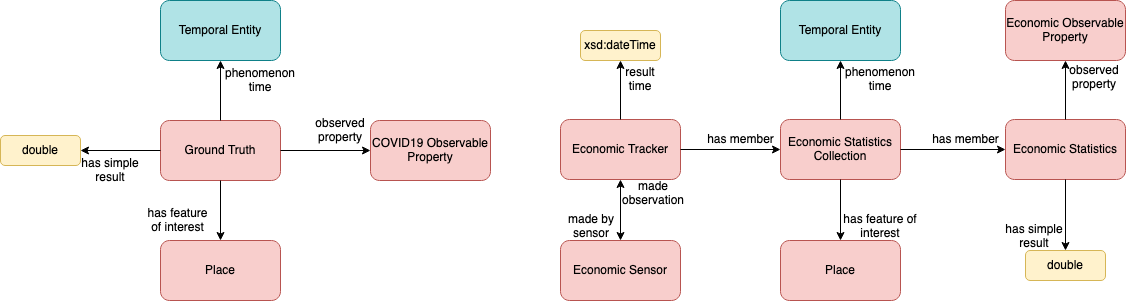 Temporal Entity
phenomenon
time
observed
property
double
has simple
result
Ground Truth
COVID19 Observable
Property
has feature
of interest
Place
xsd:dateTime
result
time
Temporal Entity
phenomenon
time
Economic Observable
Property
observed
property
Economic Tracker
has member
Economic Statistics
Collection
has member
Economic Statistics
made
observation
made by
sensor
Economic Sensor
has feature of
interest
Place
has simple
result
double